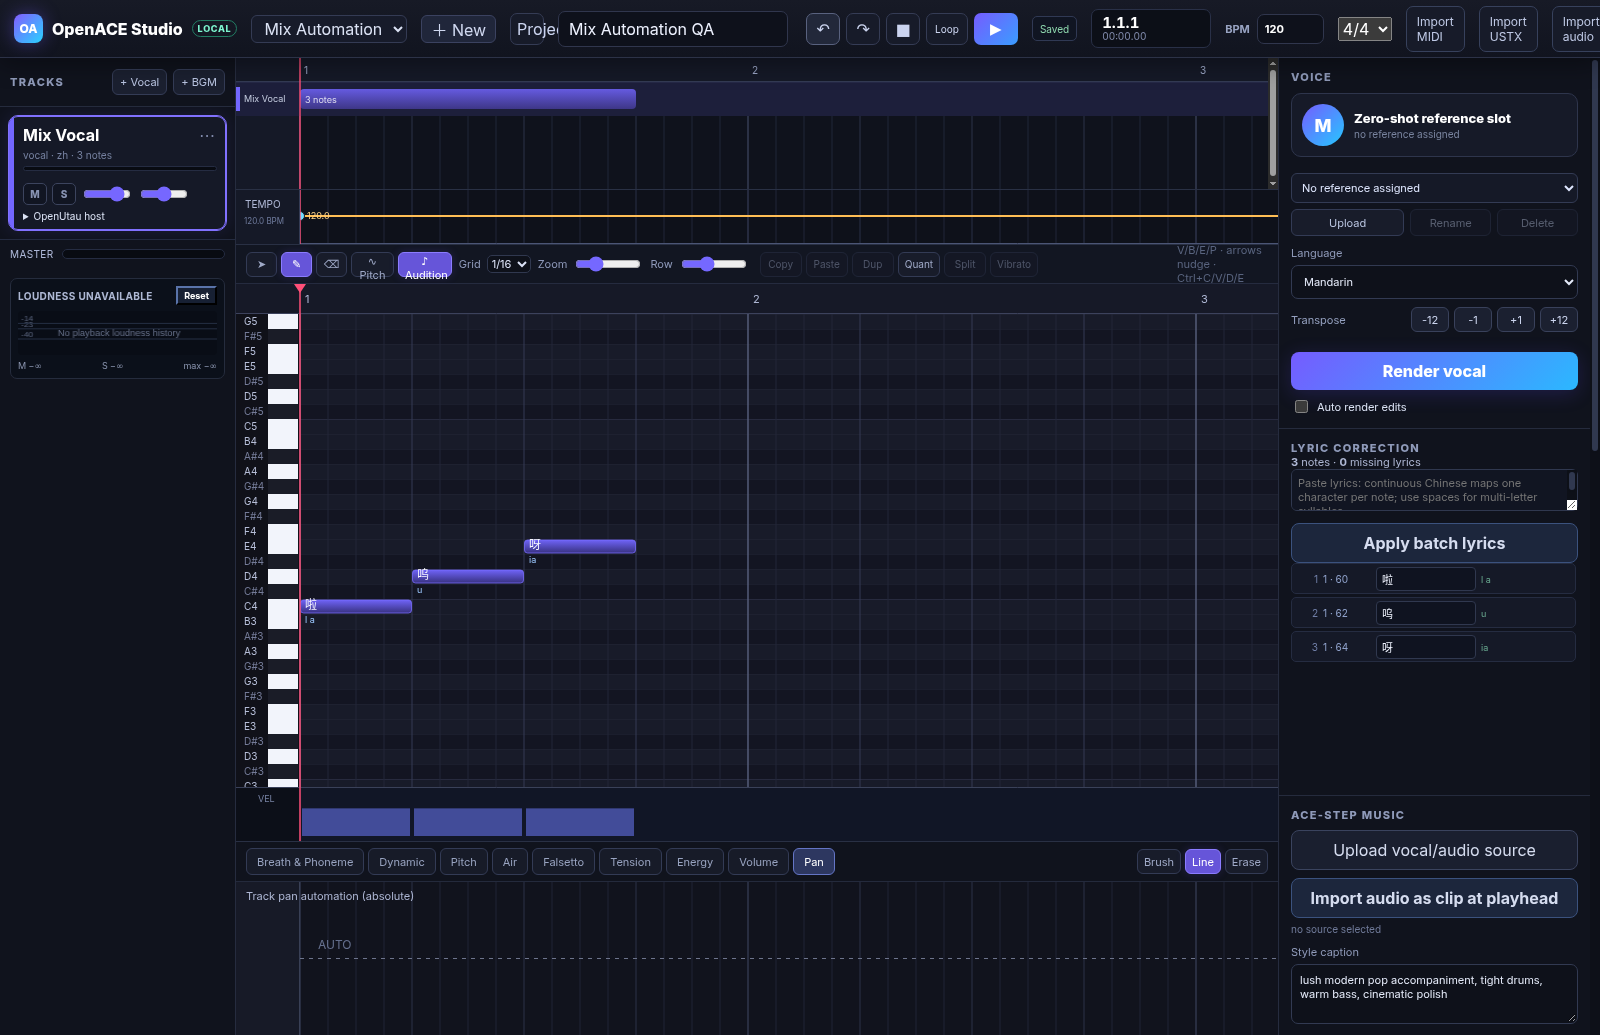 OA OpenACE Studio LOCAL Mix Automation + New Projec Mix Automation QA Loop Saved 1.1.1 00:00.00 BPM 120 4/4 Import MIDI Import USTX Import audio
TRACKS + Vocal + BGM
Mix Vocal ...
vocal · zh · 3 notes
M S
OpenUtau host
MASTER
LOUDNESS UNAVAILABLE Reset
-14
-23
-40
No playback loudness history
M –∞ S –∞ max –∞
1 2 3
Mix Vocal 3 notes
TEMPO
120.0 BPM
120.0
Pitch Audition Grid 1/16 Zoom Row Copy Paste Dup Quant Split Vibrato
V/B/E/P · arrows
nudge ·
Ctrl+C/V/D/E
1 2 3
G5
F#5
F5
E5
D#5
D5
C#5
C5
B4
A#4
A4
G#4
G4
F#4
F4
E4 呀
D#4 ia
D4 呜
C#4 u
C4 啦
B3 l a
A#3
A3
G#3
G3
F#3
F3
E3
D#3
D3
C#3
C3
VEL
Breath & Phoneme Dynamic Pitch Air Falsetto Tension Energy Volume Pan Brush Line Erase
Track pan automation (absolute)
AUTO
VOICE
M Zero-shot reference slot
no reference assigned
No reference assigned
Upload Rename Delete
Language
Mandarin
Transpose -12 -1 +1 +12
Render vocal
Auto render edits
LYRIC CORRECTION
3 notes · 0 missing lyrics
Paste lyrics: continuous Chinese maps one
character per note; use spaces for multi-letter
syllables
Apply batch lyrics
1 1 · 60 啦 l a
2 1 · 62 呜 u
3 1 · 64 呀 ia
ACE-STEP MUSIC
Upload vocal/audio source
Import audio as clip at playhead
no source selected
Style caption
lush modern pop accompaniment, tight drums,
warm bass, cinematic polish